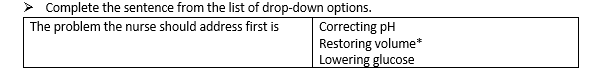 ➢ Complete the sentence from the list of drop-down options.
The problem the nurse should address first is
Correcting pH
Restoring volume*
Lowering glucose